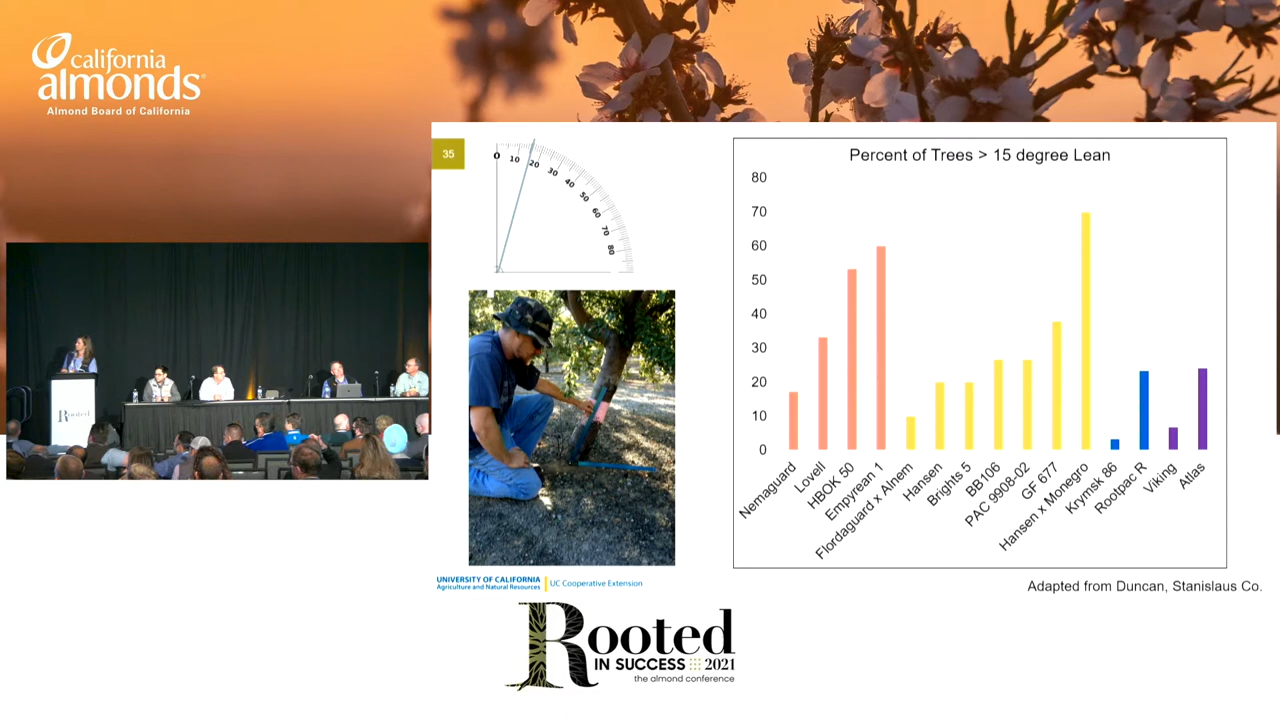 california
almonds®
Almond Board of California
35
0 10 20 30 40 50 60 70 80
Percent of Trees > 15 degree Lean
80
70
60
50
40
30
20
10
0
Nemaguard
Lovell
HBOK 50
Empyrean 1
Flordaguard x Alnem
Hansen
Brights 5
BB106
PAC 9908-02
GF 677
Hansen x Monegro
Krymsk 86
Rootpac R
Viking
Atlas
Rooted
UNIVERSITY OF CALIFORNIA
Agriculture and Natural Resources
UC Cooperative Extension
Adapted from Duncan, Stanislaus Co.
Rooted
IN SUCCESS 2021
the almond conference